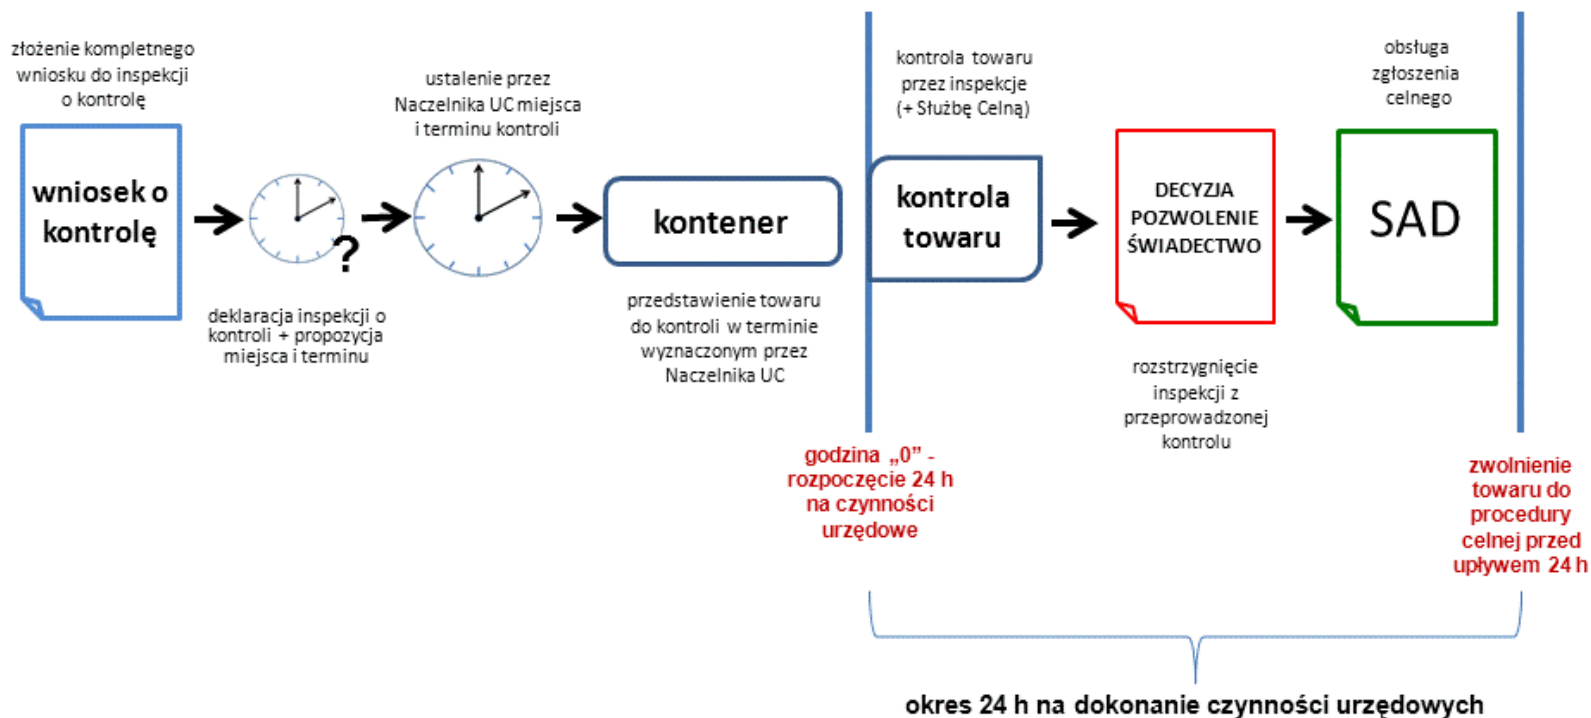 złożenie kompletnego
wniosku do inspekcji
o kontrolę
wniosek o
kontrolę
?
deklaracja inspekcji o
kontroli + propozycja
miejsca i terminu
ustalenie przez
Naczelnika UC miejsca
i terminu kontroli
kontener
przedstawienie towaru
do kontroli w terminie
wyznaczonym przez
Naczelnika UC
kontrola towaru
przez inspekcje
(+ Służbę Celną)
kontrola
towaru
godzina „0” -
rozpoczęcie 24 h
na czynności
urzędowe
DECYZJA
POZWOLENIE
ŚWIADECTWO
rozstrzygnięcie
inspekcji z
przeprowadzonej
kontrolu
obsługa
zgłoszenia
celnego
SAD
zwolnienie
towaru do
procedury
celnej przed
upływem 24 h
okres 24 h na dokonanie czynności urzędowych